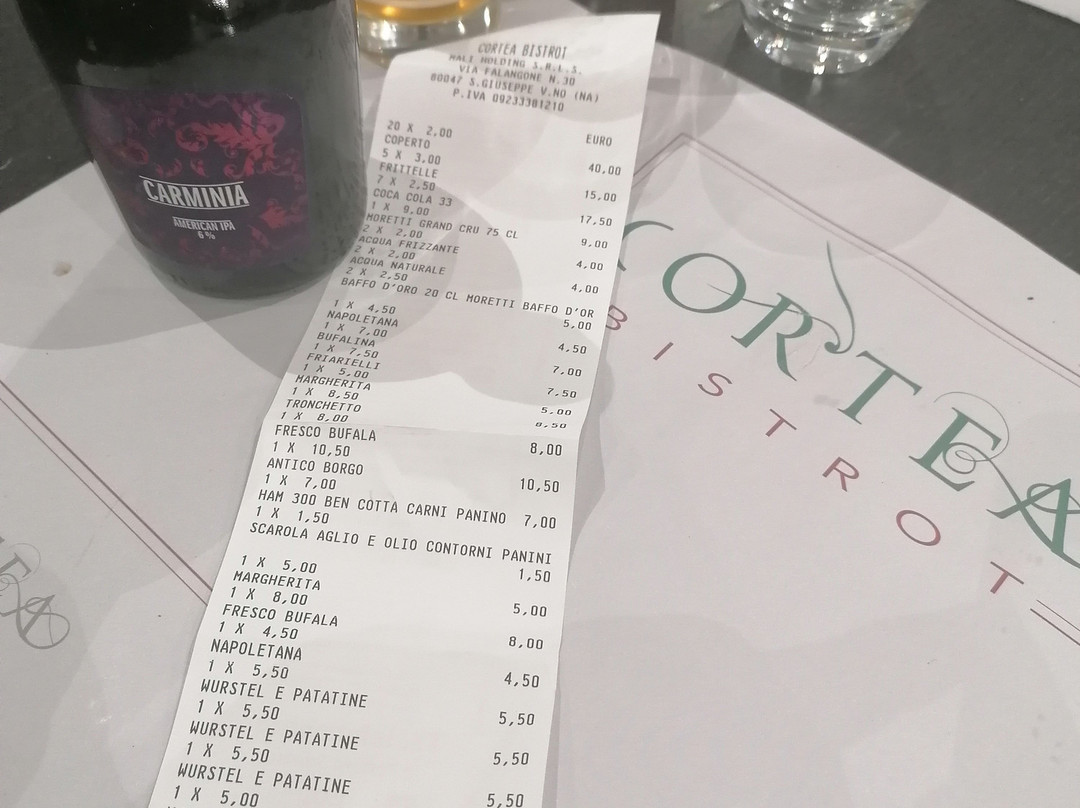 CORTEA BISTROT
MALI HOLDING S.R.L.S.
VIA FALANGONE N.30
80047 S.GIUSEPPE V.NO (NA)
P.IVA 09233381210
EURO
20 X 2,00
COPERTO 40,00
5 X 3,00
FRITTELLE 15,00
7 X 2,50
COCA COLA 33 17,50
1 X 9,00
MORETTI GRAND CRU 75 CL 9,00
2 X 2,00
ACQUA FRIZZANTE 4,00
2 X 2,00
ACQUA NATURALE 4,00
2 X 2,50
BAFFO D'ORO 20 CL MORETTI BAFFO D'OR
5,00
1 X 4,50
NAPOLETANA 4,50
1 X 7,00
BUFALINA 7,00
1 X 7,50
FRIARIELLI 7,50
1 X 5,00
MARGHERITA 5,00
1 X 8,50
TRONCHETTO 8,50
1 X 8,00
FRESCO BUFALA 8,00
1 X 10,50
ANTICO BORGO 10,50
1 X 7,00
HAM 300 BEN COTTA CARNI PANINO 7,00
1 X 1,50
SCAROLA AGLIO E OLIO CONTORNI PANINI
1,50
1 X 5,00
MARGHERITA 5,00
1 X 8,00
FRESCO BUFALA 8,00
1 X 4,50
NAPOLETANA 4,50
1 X 5,50
WURSTEL E PATATINE 5,50
1 X 5,50
WURSTEL E PATATINE 5,50
1 X 5,50
WURSTEL E PATATINE 5,50
1 X 5,00
CARMINIA
AMERICAN IPA
6%
CORTEA
BISTROT